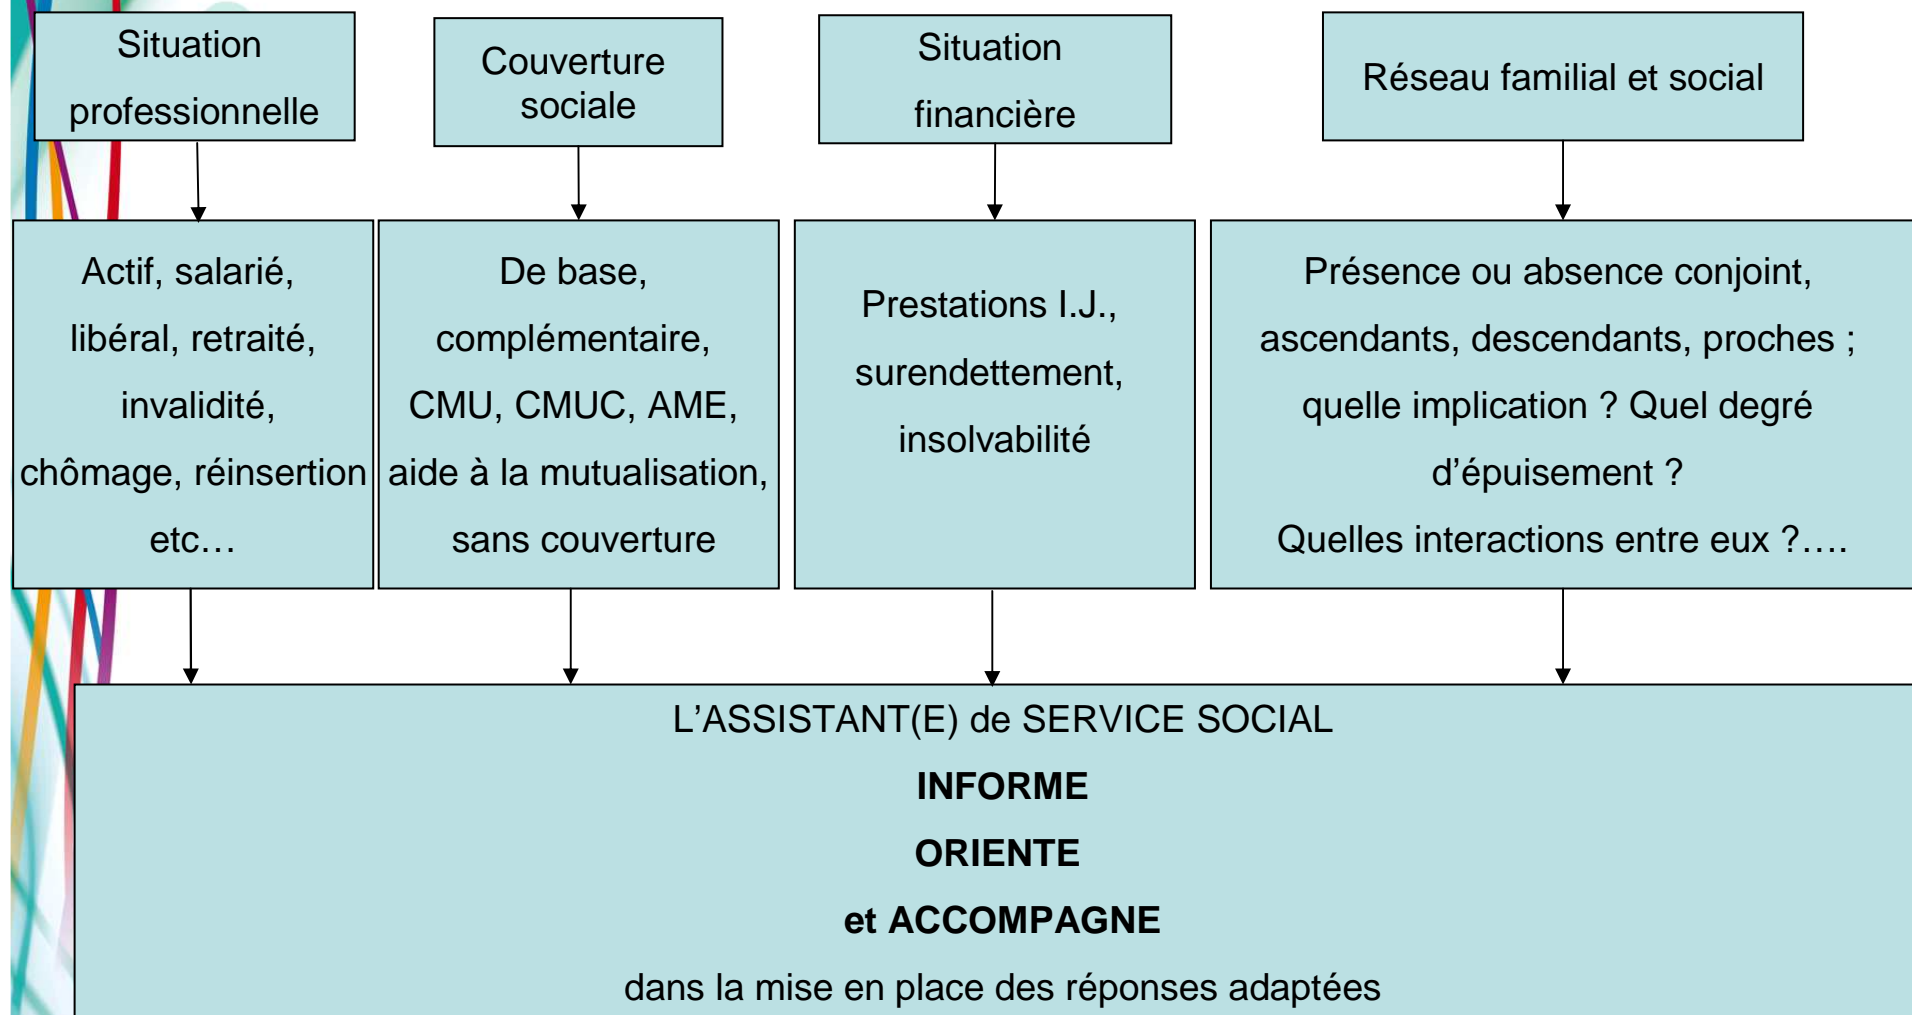 Situation
professionnelle
Couverture
sociale
Situation
financière
Réseau familial et social
Actif, salarié,
libéral, retraité,
invalidité,
chômage, réinsertion
etc…
De base,
complémentaire,
CMU, CMUC, AME,
aide à la mutualisation,
sans couverture
Prestations I.J.,
surendettement,
insolvabilité
Présence ou absence conjoint,
ascendants, descendants, proches ;
quelle implication ? Quel degré
d’épuisement ?
Quelles interactions entre eux ?….
L’ASSISTANT(E) de SERVICE SOCIAL
INFORME
ORIENTE
et ACCOMPAGNE
dans la mise en place des réponses adaptées